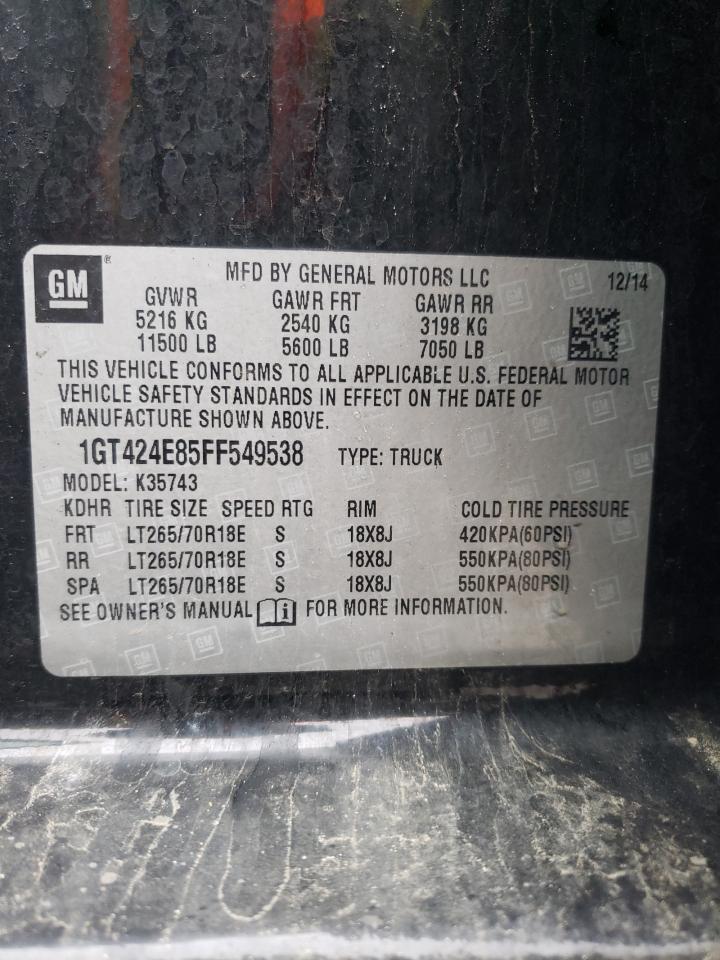 GM ® MFD BY GENERAL MOTORS LLC 12/14
GVWR GAWR FRT GAWR RR
5216 KG 2540 KG 3198 KG
11500 LB 5600 LB 7050 LB
THIS VEHICLE CONFORMS TO ALL APPLICABLE U.S. FEDERAL MOTOR
VEHICLE SAFETY STANDARDS IN EFFECT ON THE DATE OF
MANUFACTURE SHOWN ABOVE.
1GT424E85FF549538 TYPE: TRUCK
MODEL: K35743
KDHR TIRE SIZE SPEED RTG RIM COLD TIRE PRESSURE
FRT LT265/70R18E S 18X8J 420KPA(60PSI)
RR LT265/70R18E S 18X8J 550KPA(80PSI)
SPA LT265/70R18E S 18X8J 550KPA(80PSI)
SEE OWNER'S MANUAL i FOR MORE INFORMATION.